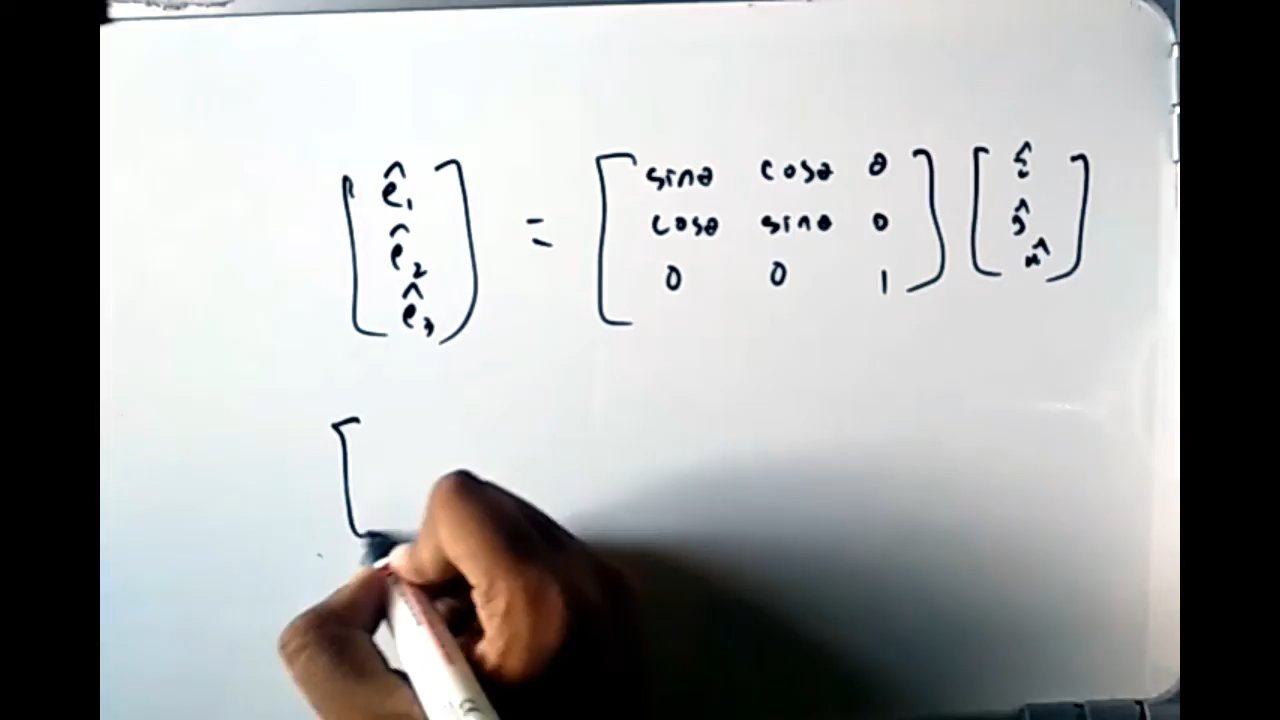 [ê₁ ê₂ ê₃] = [sinθ cosθ 0
cosθ sinθ 0
0 0 1] [î ĵ k̂]